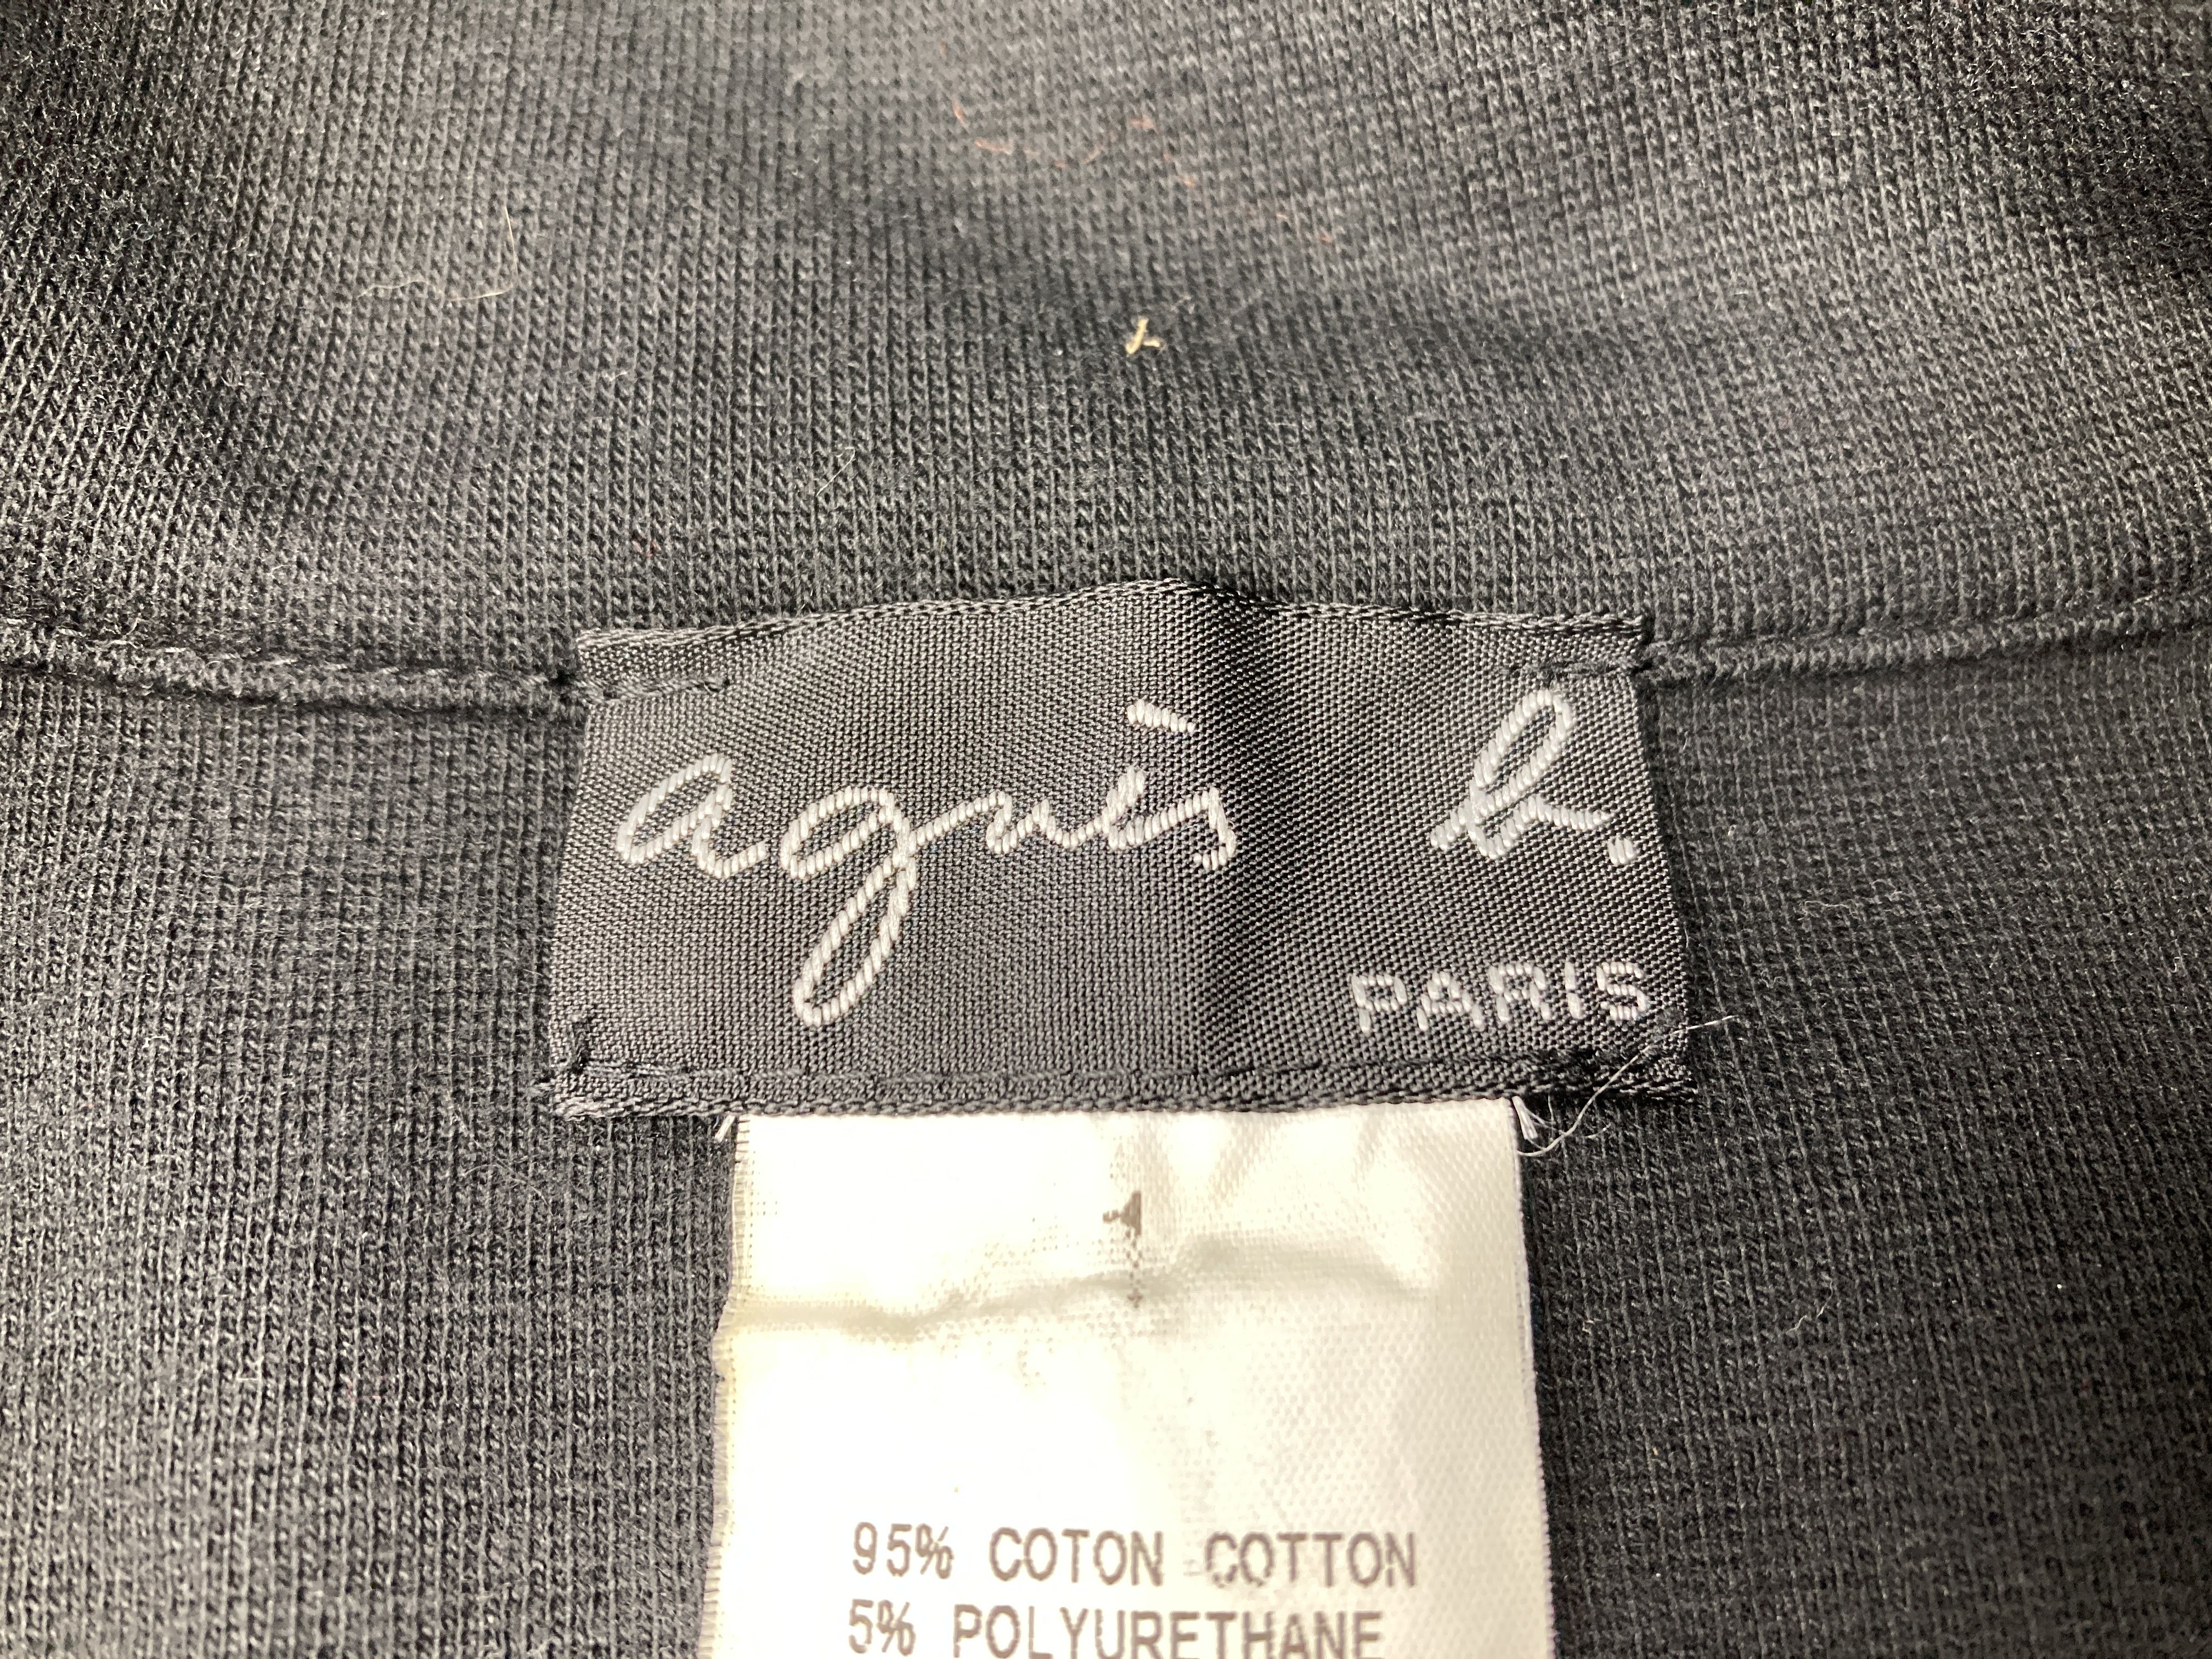 agnès b.
PARIS
1
95% COTON COTTON
5% POLYURETHANE